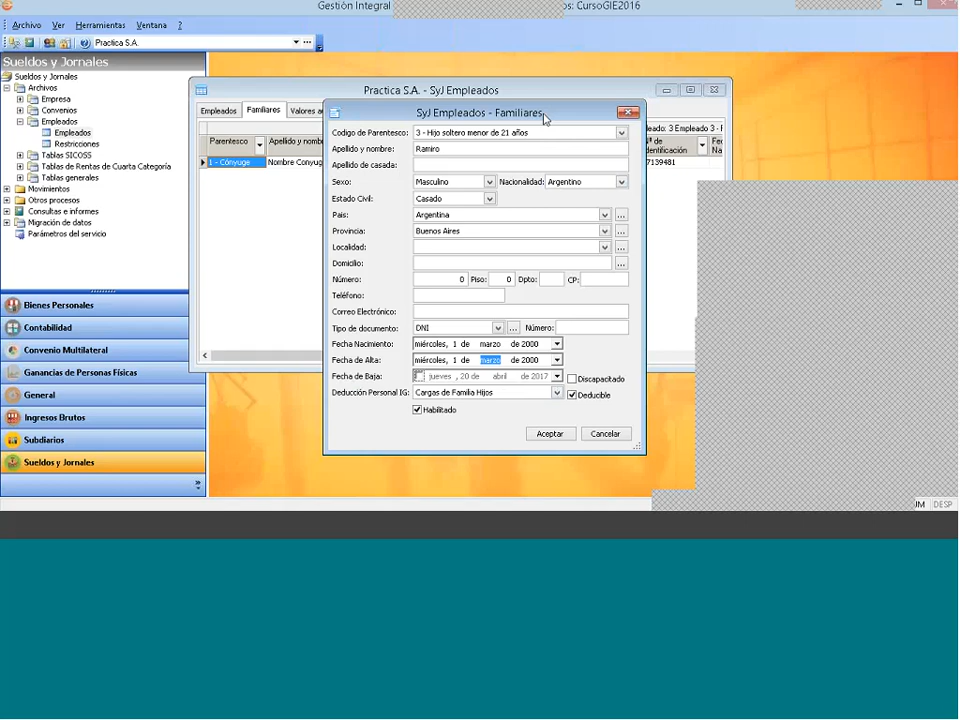 Gestión Integral
os: CursoGIE2016
Archivo Ver Herramientas Ventana ?
Practica S.A.
Sueldos y Jornales
Sueldos y Jornales
Archivos
Empresa
Convenios
Empleados
Empleados
Restricciones
Tablas SICOSS
Tablas de Rentas de Cuarta Categoría
Tablas generales
Movimientos
Otros procesos
Consultas e informes
Migración de datos
Parámetros del servicio
Bienes Personales
Contabilidad
Convenio Multilateral
Ganancias de Personas Físicas
General
Ingresos Brutos
Subdiarios
Sueldos y Jornales
Practica S.A. - SyJ Empleados
Empleados Familiares Valores a
leado: 3 Empleado 3 - F
Parentesco Apellido y nombre
Nº de Identificación
Fec Na
1 - Cónyuge Nombre Conyug
7139481
SyJ Empleados - Familiares
Codigo de Parentesco: 3 - Hijo soltero menor de 21 años
Apellido y nombre: Ramiro
Apellido de casada:
Sexo: Masculino Nacionalidad: Argentino
Estado Civil: Casado
Pais: Argentina
Provincia: Buenos Aires
Localidad:
Domicilio:
Número: 0 Piso: 0 Dpto: CP:
Teléfono:
Correo Electrónico:
Tipo de documento: DNI Número:
Fecha Nacimiento: miércoles, 1 de marzo de 2000
Fecha de Alta: miércoles, 1 de marzo de 2000
Fecha de Baja: jueves , 20 de abril de 2017 Discapacitado
Deducción Personal IG: Cargas de Familia Hijos Deducible
Habilitado
Aceptar Cancelar
IM DESP